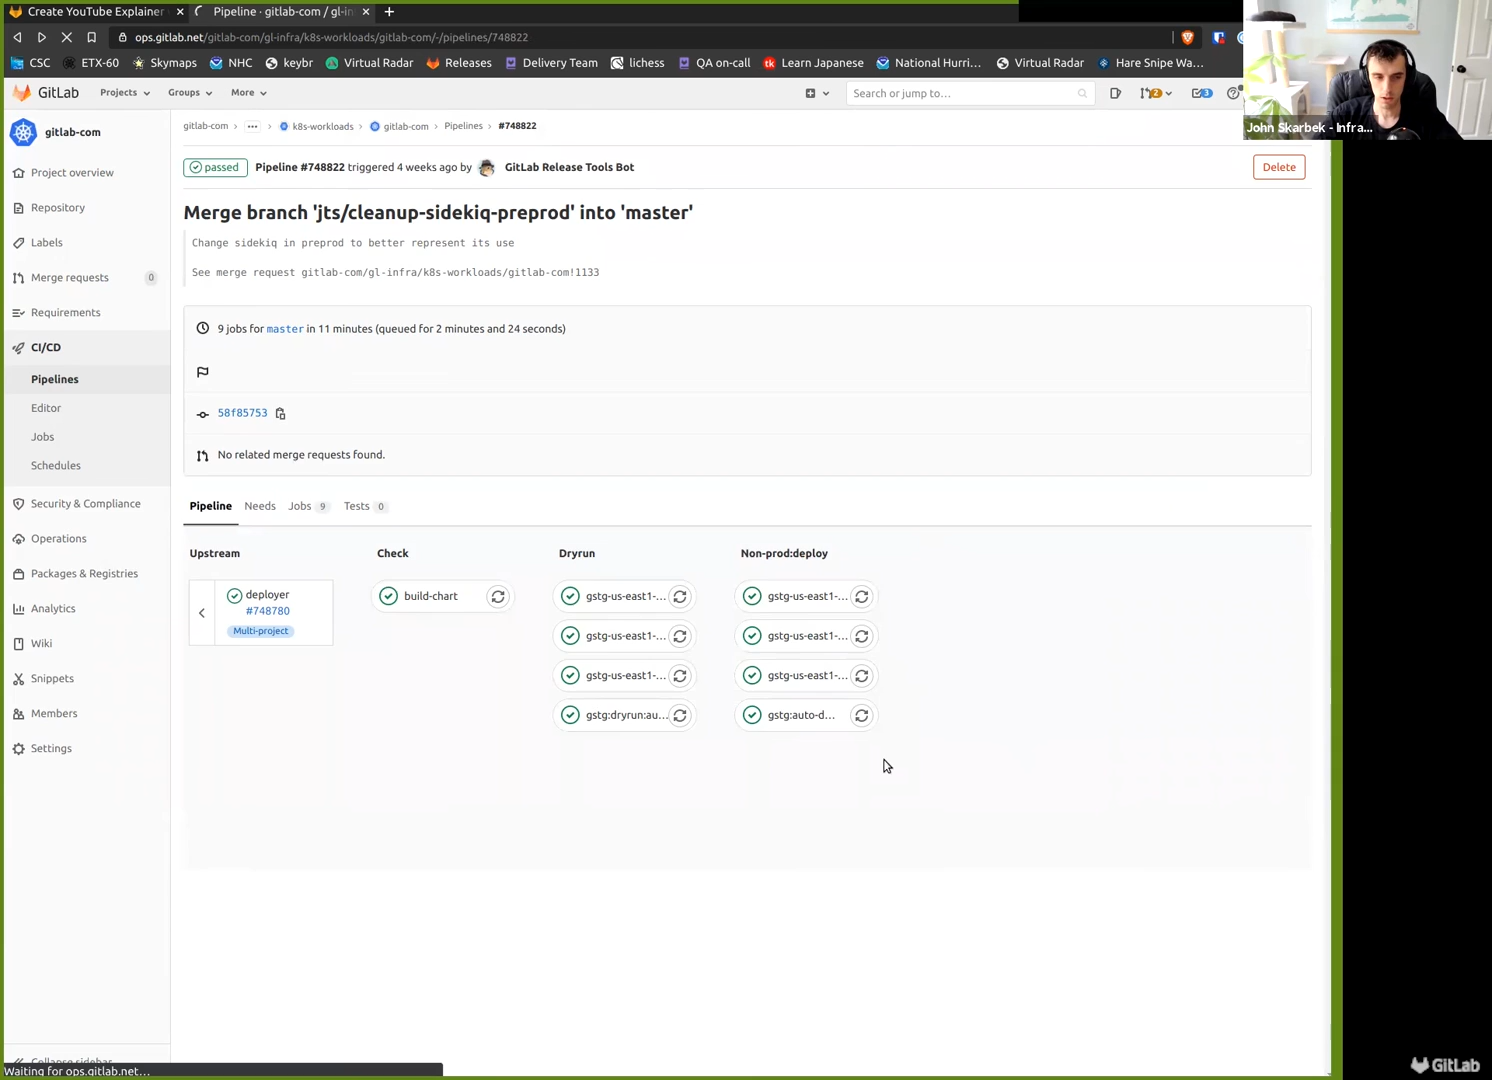 Create YouTube Explainer
Pipeline · gitlab-com / gl-in
ops.gitlab.net/gitlab-com/gl-infra/k8s-workloads/gitlab-com/-/pipelines/748822
CSC ETX-60 Skymaps NHC keybr Virtual Radar Releases Delivery Team lichess QA on-call tk Learn Japanese National Hurri... Virtual Radar Hare Snipe Wa...
GitLab Projects Groups More Search or jump to... 2 3
John Skarbek - Infra...
gitlab-com
gitlab-com › ... › k8s-workloads › gitlab-com › Pipelines › #748822
passed Pipeline #748822 triggered 4 weeks ago by GitLab Release Tools Bot Delete
Project overview
Repository
Labels
Merge requests 0
Requirements
CI/CD
Pipelines
Editor
Jobs
Schedules
Security & Compliance
Operations
Packages & Registries
Analytics
Wiki
Snippets
Members
Settings
Collapse sidebar
Merge branch 'jts/cleanup-sidekiq-preprod' into 'master'
Change sidekiq in preprod to better represent its use
See merge request gitlab-com/gl-infra/k8s-workloads/gitlab-com!1133
9 jobs for master in 11 minutes (queued for 2 minutes and 24 seconds)
58f85753
No related merge requests found.
Pipeline Needs Jobs 9 Tests 0
Upstream Check Dryrun Non-prod:deploy
deployer
#748780
Multi-project
build-chart
gstg-us-east1-...
gstg-us-east1-...
gstg-us-east1-...
gstg:dryrun:au...
gstg-us-east1-...
gstg-us-east1-...
gstg-us-east1-...
gstg:auto-d...
Waiting for ops.gitlab.net...
GitLab